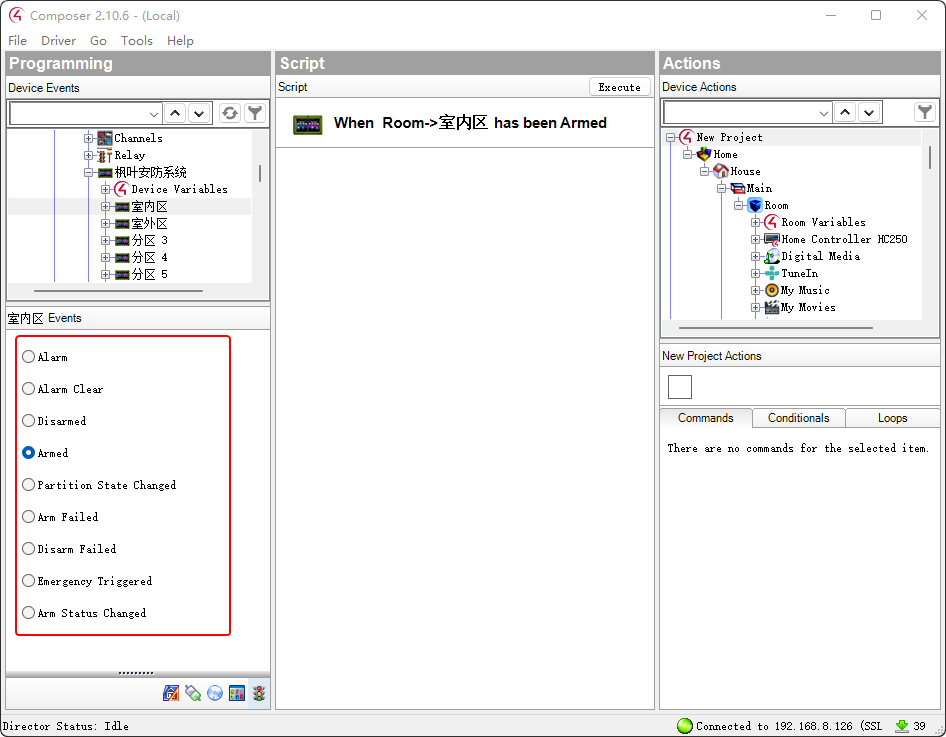 Composer 2.10.6 - (Local)
File Driver Go Tools Help
Programming
Device Events
Channels
Relay
枫叶安防系统
Device Variables
室内区
室外区
分区 3
分区 4
分区 5
室内区 Events
Alarm
Alarm Clear
Disarmed
Armed
Partition State Changed
Arm Failed
Disarm Failed
Emergency Triggered
Arm Status Changed
Script
Script
Execute
When Room->室内区 has been Armed
Actions
Device Actions
New Project
Home
House
Main
Room
Room Variables
Home Controller HC250
Digital Media
TuneIn
My Music
My Movies
New Project Actions
Commands Conditionals Loops
There are no commands for the selected item.
Director Status: Idle
Connected to 192.168.8.126 (SSL
39